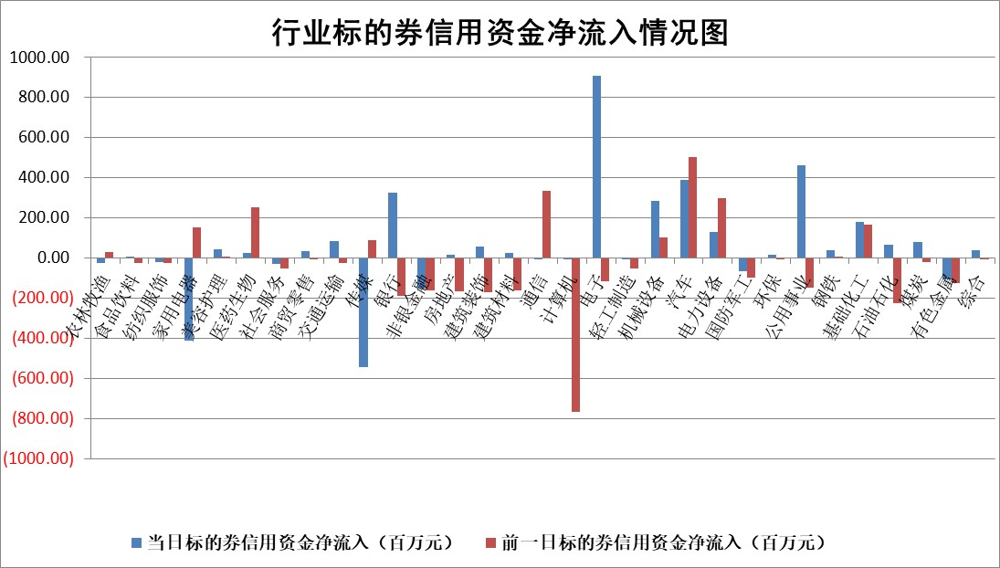 行业标的券信用资金净流入情况图
1000.00
800.00
600.00
400.00
200.00
0.00
(200.00)
(400.00)
(600.00)
(800.00)
(1000.00)
农林牧渔
食品饮料
纺织服饰
家用电器
美容护理
医药生物
社会服务
商贸零售
交通运输
传媒
银行
非银金融
房地产
建筑装饰
建筑材料
通信
计算机
电子
轻工制造
机械设备
汽车
电力设备
国防军工
环保
公用事业
钢铁
基础化工
石油石化
煤炭
有色金属
综合
当日标的券信用资金净流入（百万元）
前一日标的券信用资金净流入（百万元）